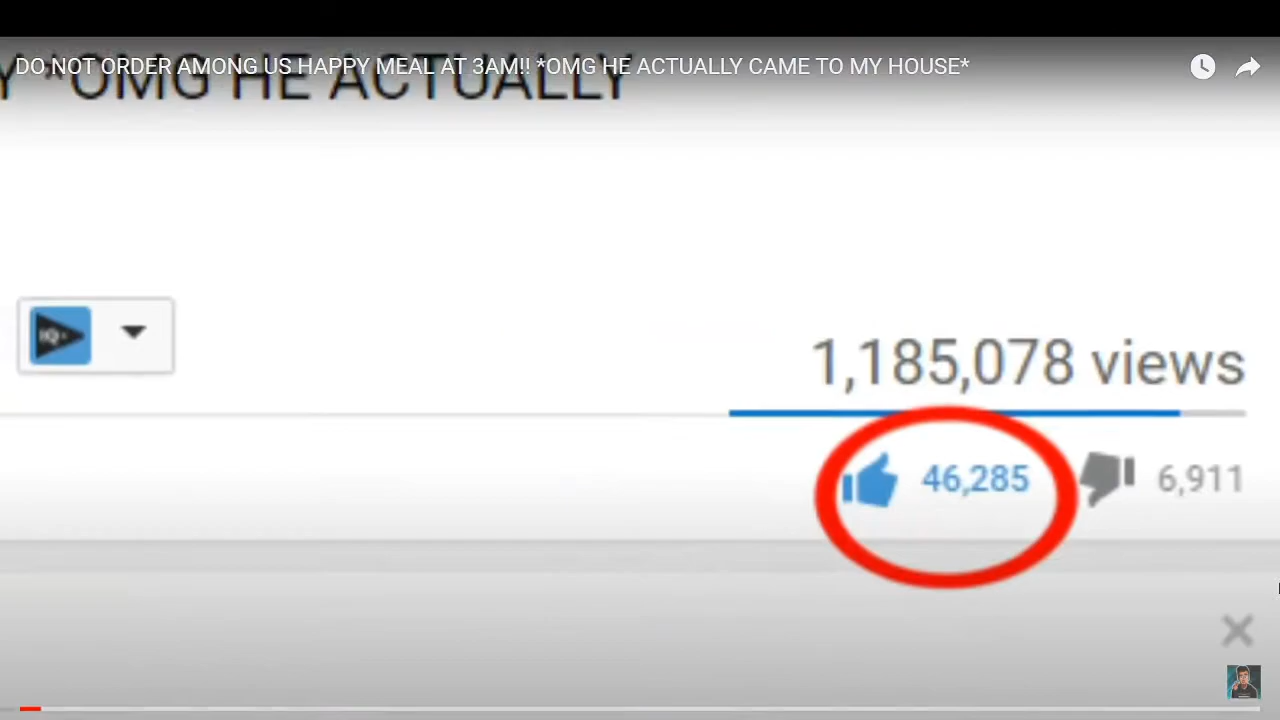 DO NOT ORDER AMONG US HAPPY MEAL AT 3AM!! *OMG HE ACTUALLY CAME TO MY HOUSE*
Y *OMG HE ACTUALLY
IQ
1,185,078 views
46,285
6,911